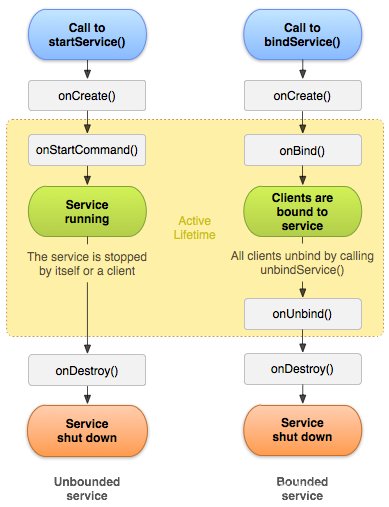 Call to
startService()
onCreate()
onStartCommand()
Service
running
The service is stopped
by itself or a client
onDestroy()
Service
shut down
Unbounded
service
Active
Lifetime
Call to
bindService()
onCreate()
onBind()
Clients are
bound to
service
All clients unbind by calling
unbindService()
onUnbind()
onDestroy()
Service
shut down
Bounded
service